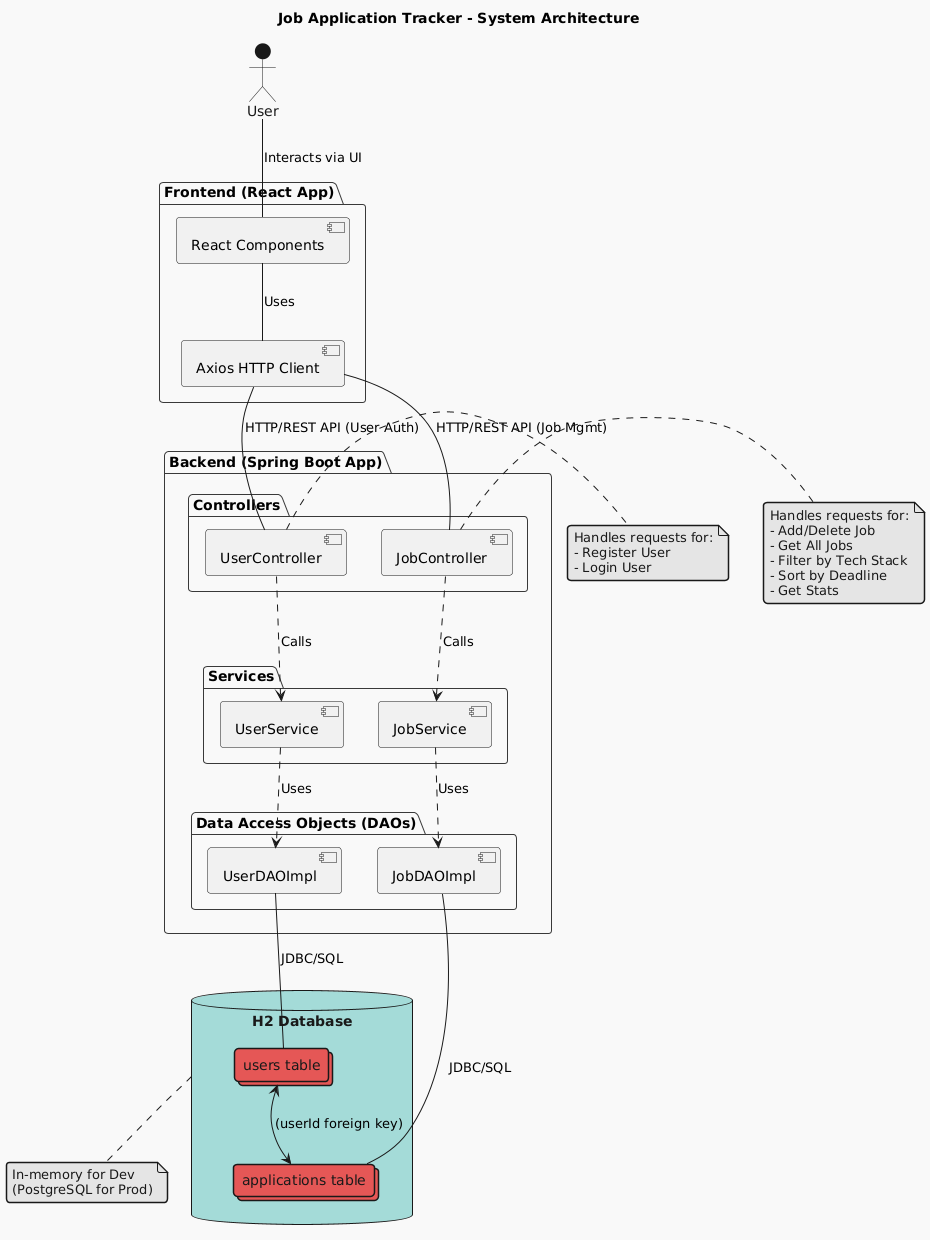 Job Application Tracker - System Architecture
User
Interacts via UI
Frontend (React App)
React Components
Uses
Axios HTTP Client
HTTP/REST API (User Auth)
HTTP/REST API (Job Mgmt)
Backend (Spring Boot App)
Controllers
UserController
JobController
Handles requests for:
- Register User
- Login User
Handles requests for:
- Add/Delete Job
- Get All Jobs
- Filter by Tech Stack
- Sort by Deadline
- Get Stats
Calls
Calls
Services
UserService
JobService
Uses
Uses
Data Access Objects (DAOs)
UserDAOImpl
JobDAOImpl
JDBC/SQL
H2 Database
users table
JDBC/SQL
(userId foreign key)
applications table
In-memory for Dev
(PostgreSQL for Prod)